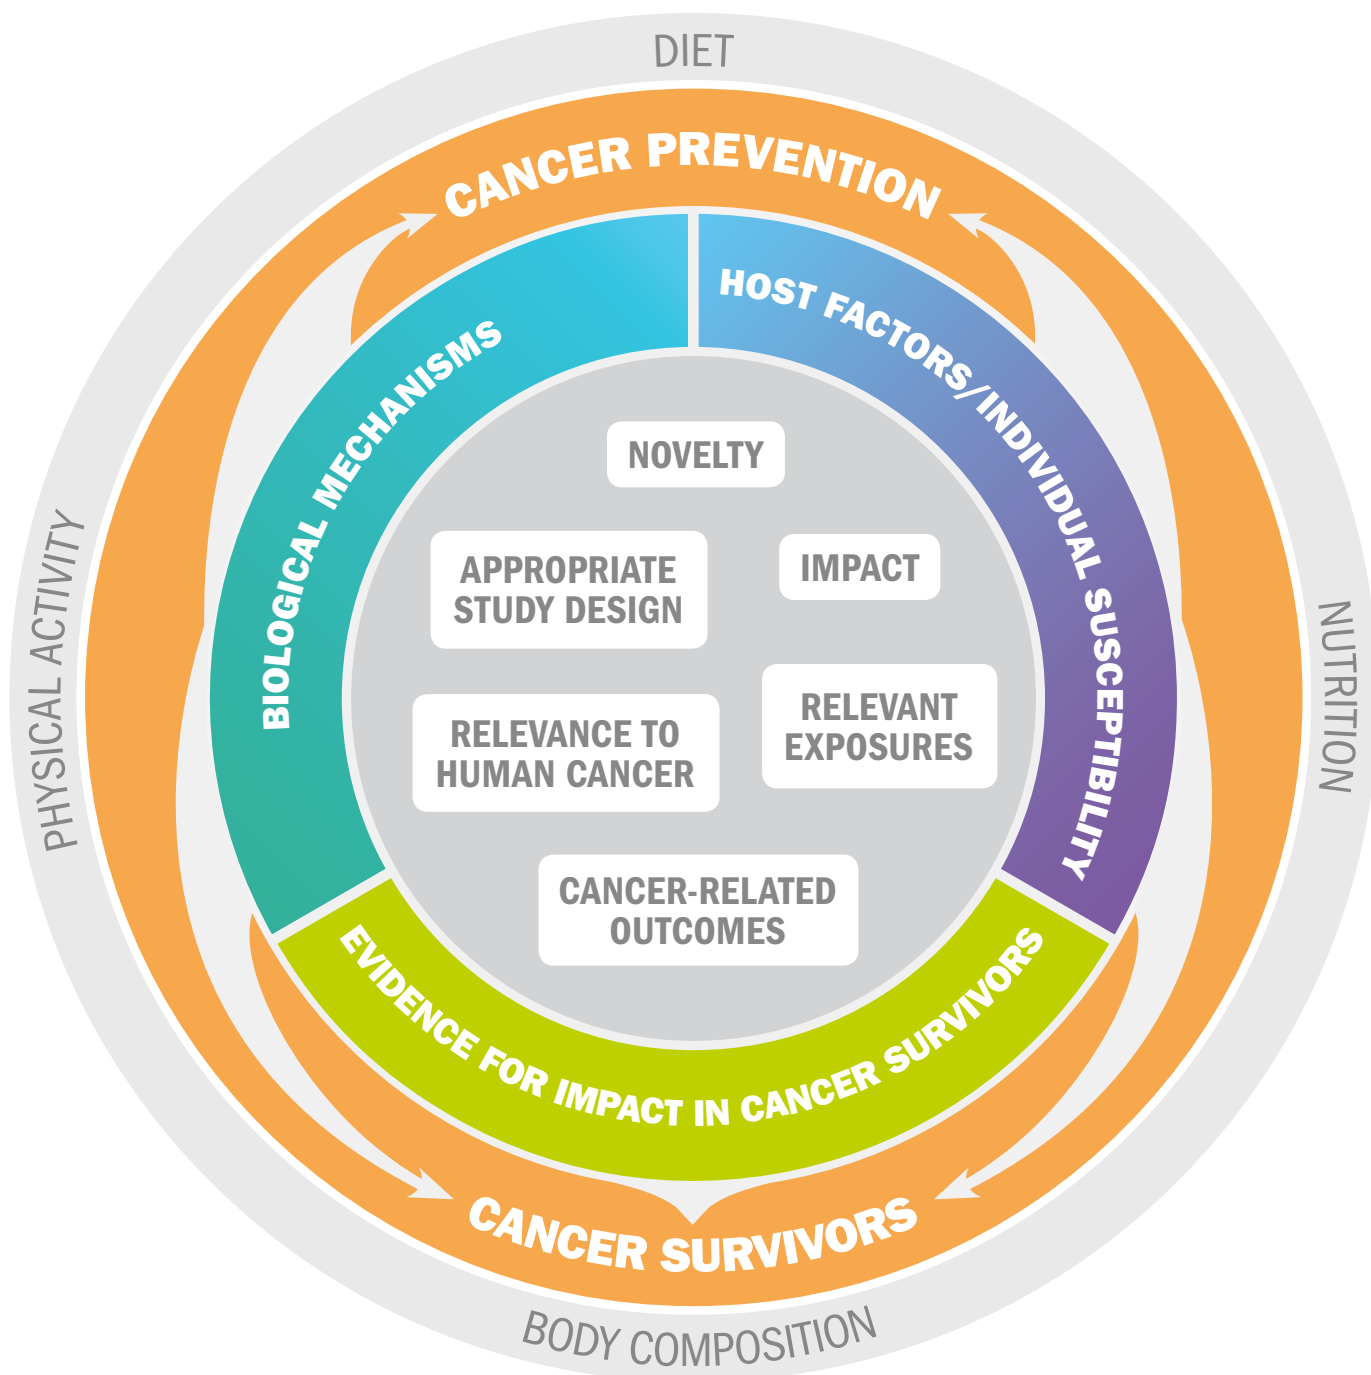 DIET
CANCER PREVENTION
HOST FACTORS/INDIVIDUAL SUSCEPTIBILITY
BIOLOGICAL MECHANISMS
NOVELTY
APPROPRIATE
STUDY DESIGN
IMPACT
RELEVANCE TO
HUMAN CANCER
RELEVANT
EXPOSURES
CANCER-RELATED
OUTCOMES
EVIDENCE FOR IMPACT IN CANCER SURVIVORS
CANCER SURVIVORS
PHYSICAL ACTIVITY
NUTRITION
BODY COMPOSITION